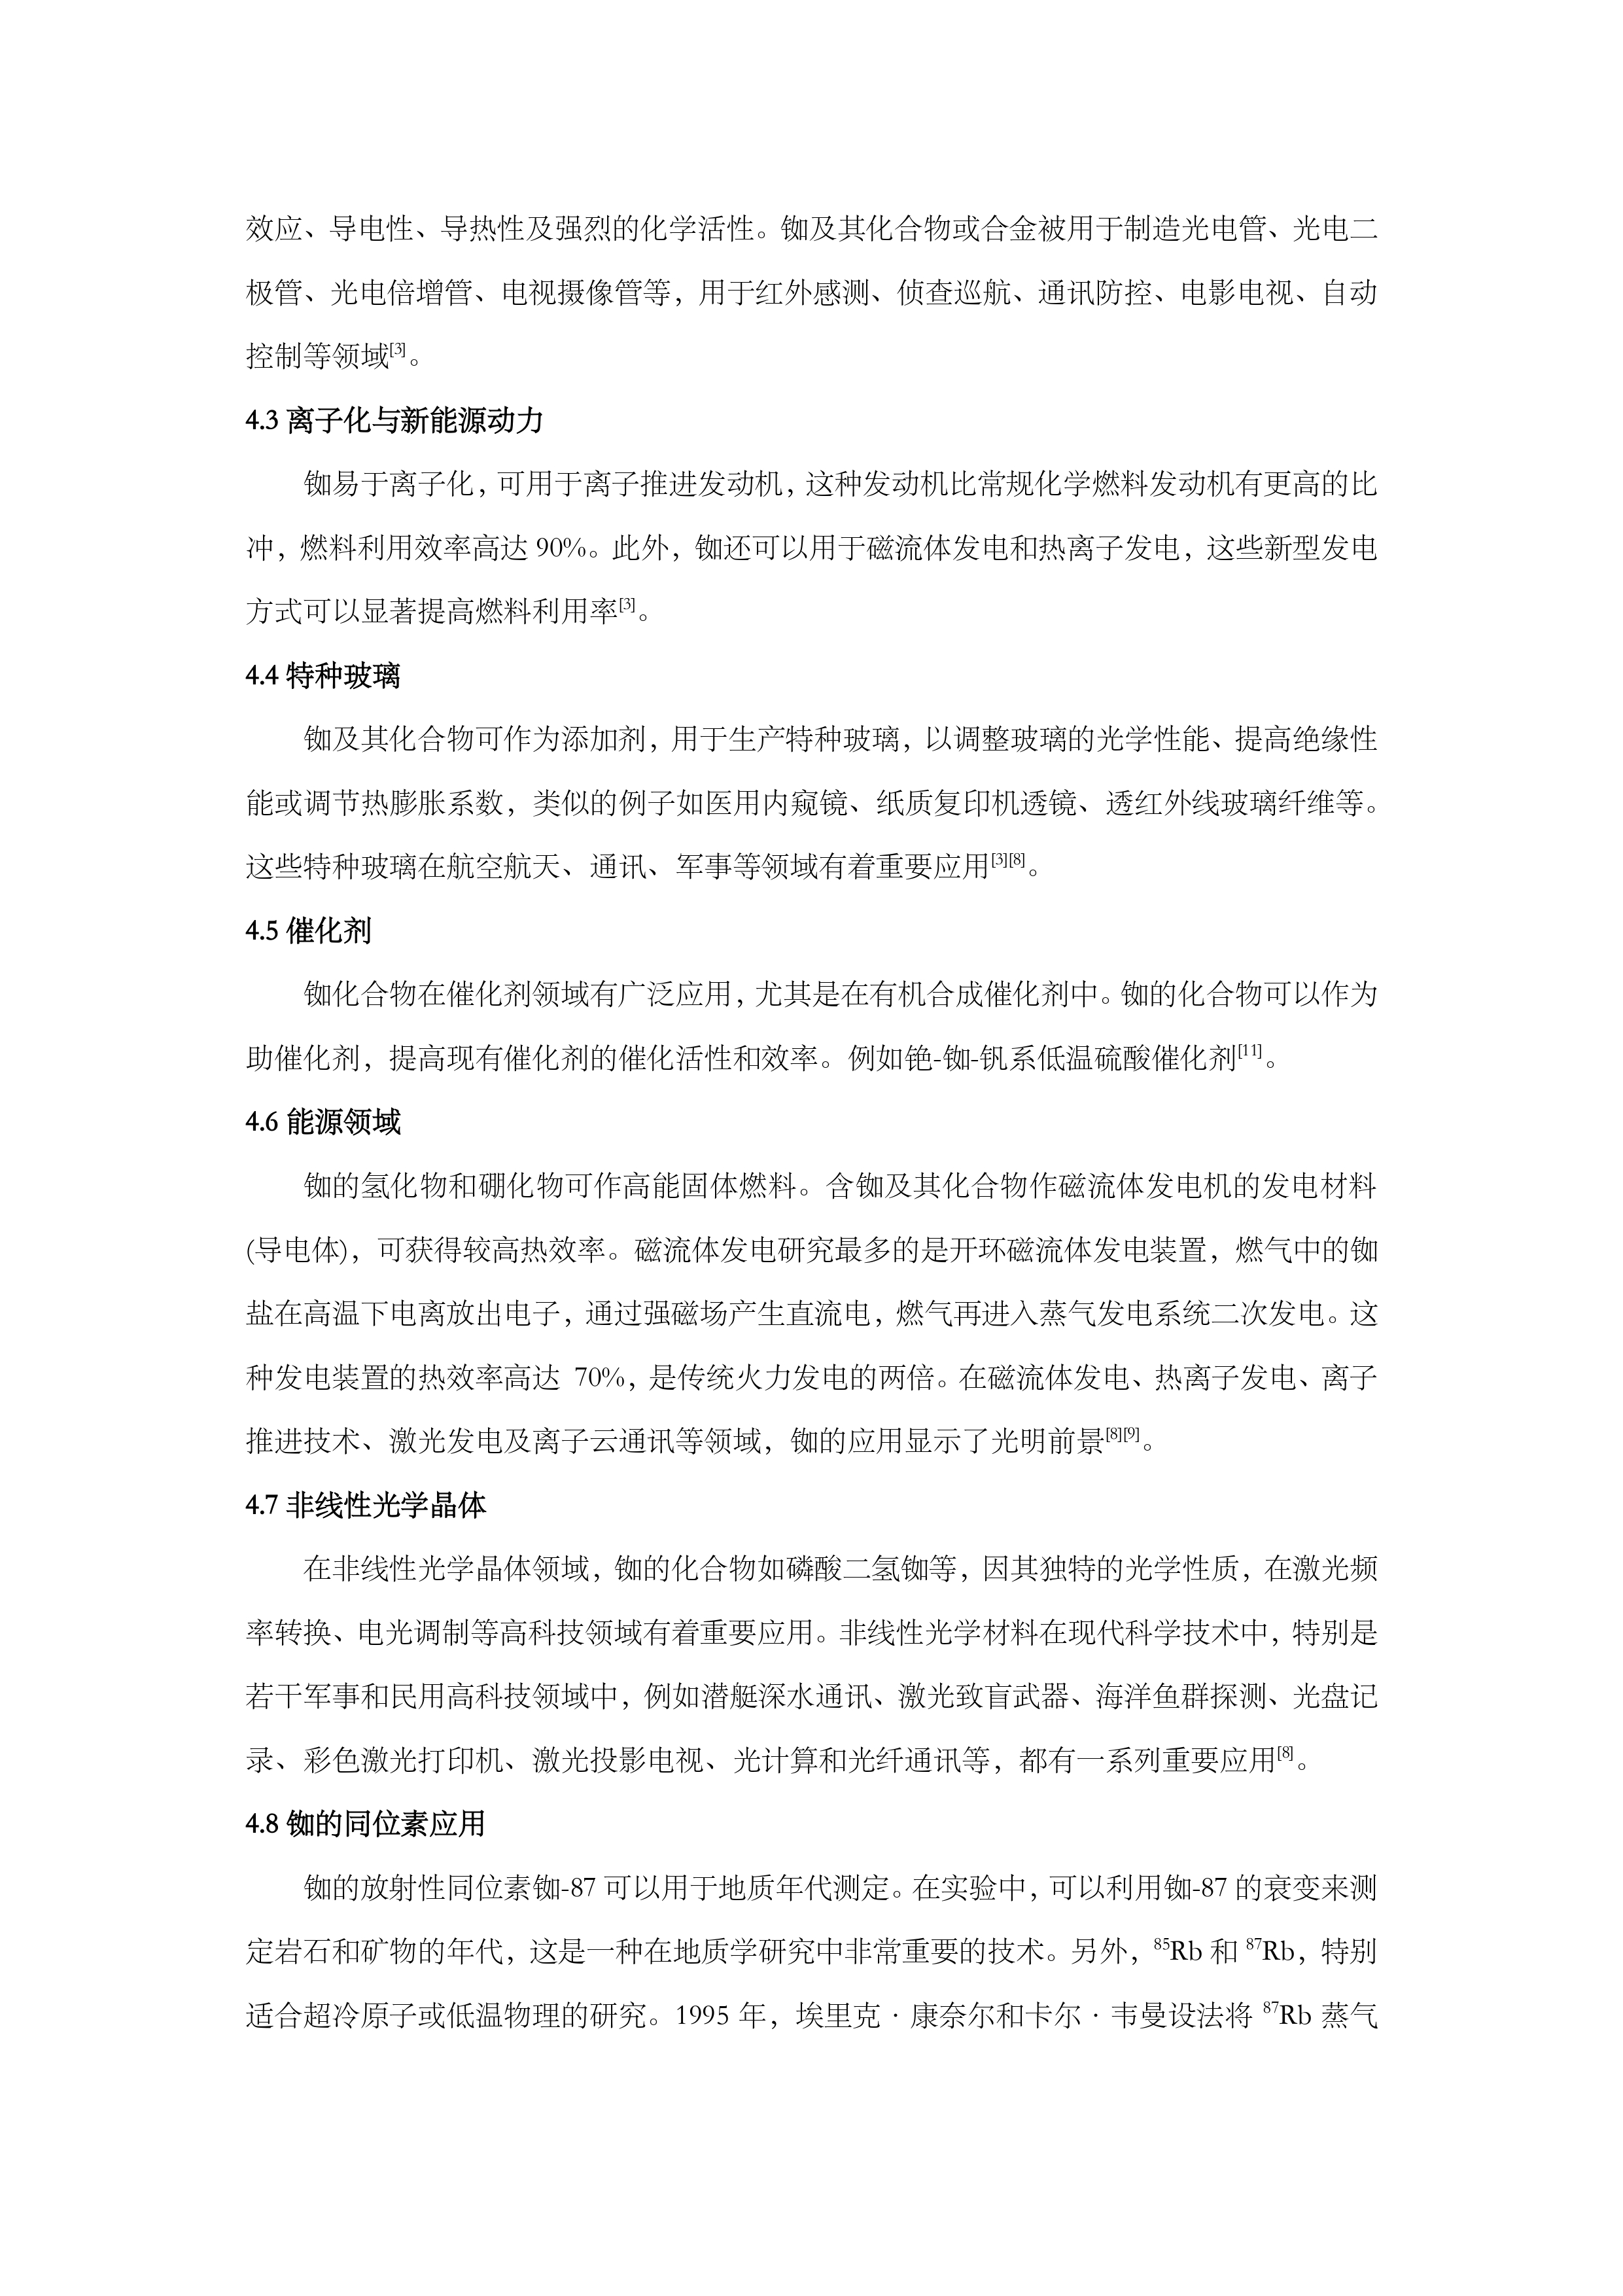 效应、导电性、导热性及强烈的化学活性。铷及其化合物或合金被用于制造光电管、光电二
极管、光电倍增管、电视摄像管等，用于红外感测、侦查巡航、通讯防控、电影电视、自动
控制等领域[3]。
4.3 离子化与新能源动力
铷易于离子化，可用于离子推进发动机，这种发动机比常规化学燃料发动机有更高的比
冲，燃料利用效率高达 90%。此外，铷还可以用于磁流体发电和热离子发电，这些新型发电
方式可以显著提高燃料利用率[3]。
4.4 特种玻璃
铷及其化合物可作为添加剂，用于生产特种玻璃，以调整玻璃的光学性能、提高绝缘性
能或调节热膨胀系数，类似的例子如医用内窥镜、纸质复印机透镜、透红外线玻璃纤维等。
这些特种玻璃在航空航天、通讯、军事等领域有着重要应用[3][8]。
4.5 催化剂
铷化合物在催化剂领域有广泛应用，尤其是在有机合成催化剂中。铷的化合物可以作为
助催化剂，提高现有催化剂的催化活性和效率。例如铯-铷-钒系低温硫酸催化剂[11]。
4.6 能源领域
铷的氢化物和硼化物可作高能固体燃料。含铷及其化合物作磁流体发电机的发电材料
(导电体)，可获得较高热效率。磁流体发电研究最多的是开环磁流体发电装置，燃气中的铷
盐在高温下电离放出电子，通过强磁场产生直流电，燃气再进入蒸气发电系统二次发电。这
种发电装置的热效率高达 70%，是传统火力发电的两倍。在磁流体发电、热离子发电、离子
推进技术、激光发电及离子云通讯等领域，铷的应用显示了光明前景[8][9]。
4.7 非线性光学晶体
在非线性光学晶体领域，铷的化合物如磷酸二氢铷等，因其独特的光学性质，在激光频
率转换、电光调制等高科技领域有着重要应用。非线性光学材料在现代科学技术中，特别是
若干军事和民用高科技领域中，例如潜艇深水通讯、激光致盲武器、海洋鱼群探测、光盘记
录、彩色激光打印机、激光投影电视、光计算和光纤通讯等，都有一系列重要应用[8]。
4.8 铷的同位素应用
铷的放射性同位素铷-87 可以用于地质年代测定。在实验中，可以利用铷-87 的衰变来测
定岩石和矿物的年代，这是一种在地质学研究中非常重要的技术。另外，⁸⁵Rb 和 ⁸⁷Rb，特别
适合超冷原子或低温物理的研究。1995 年，埃里克·康奈尔和卡尔·韦曼设法将 ⁸⁷Rb 蒸气